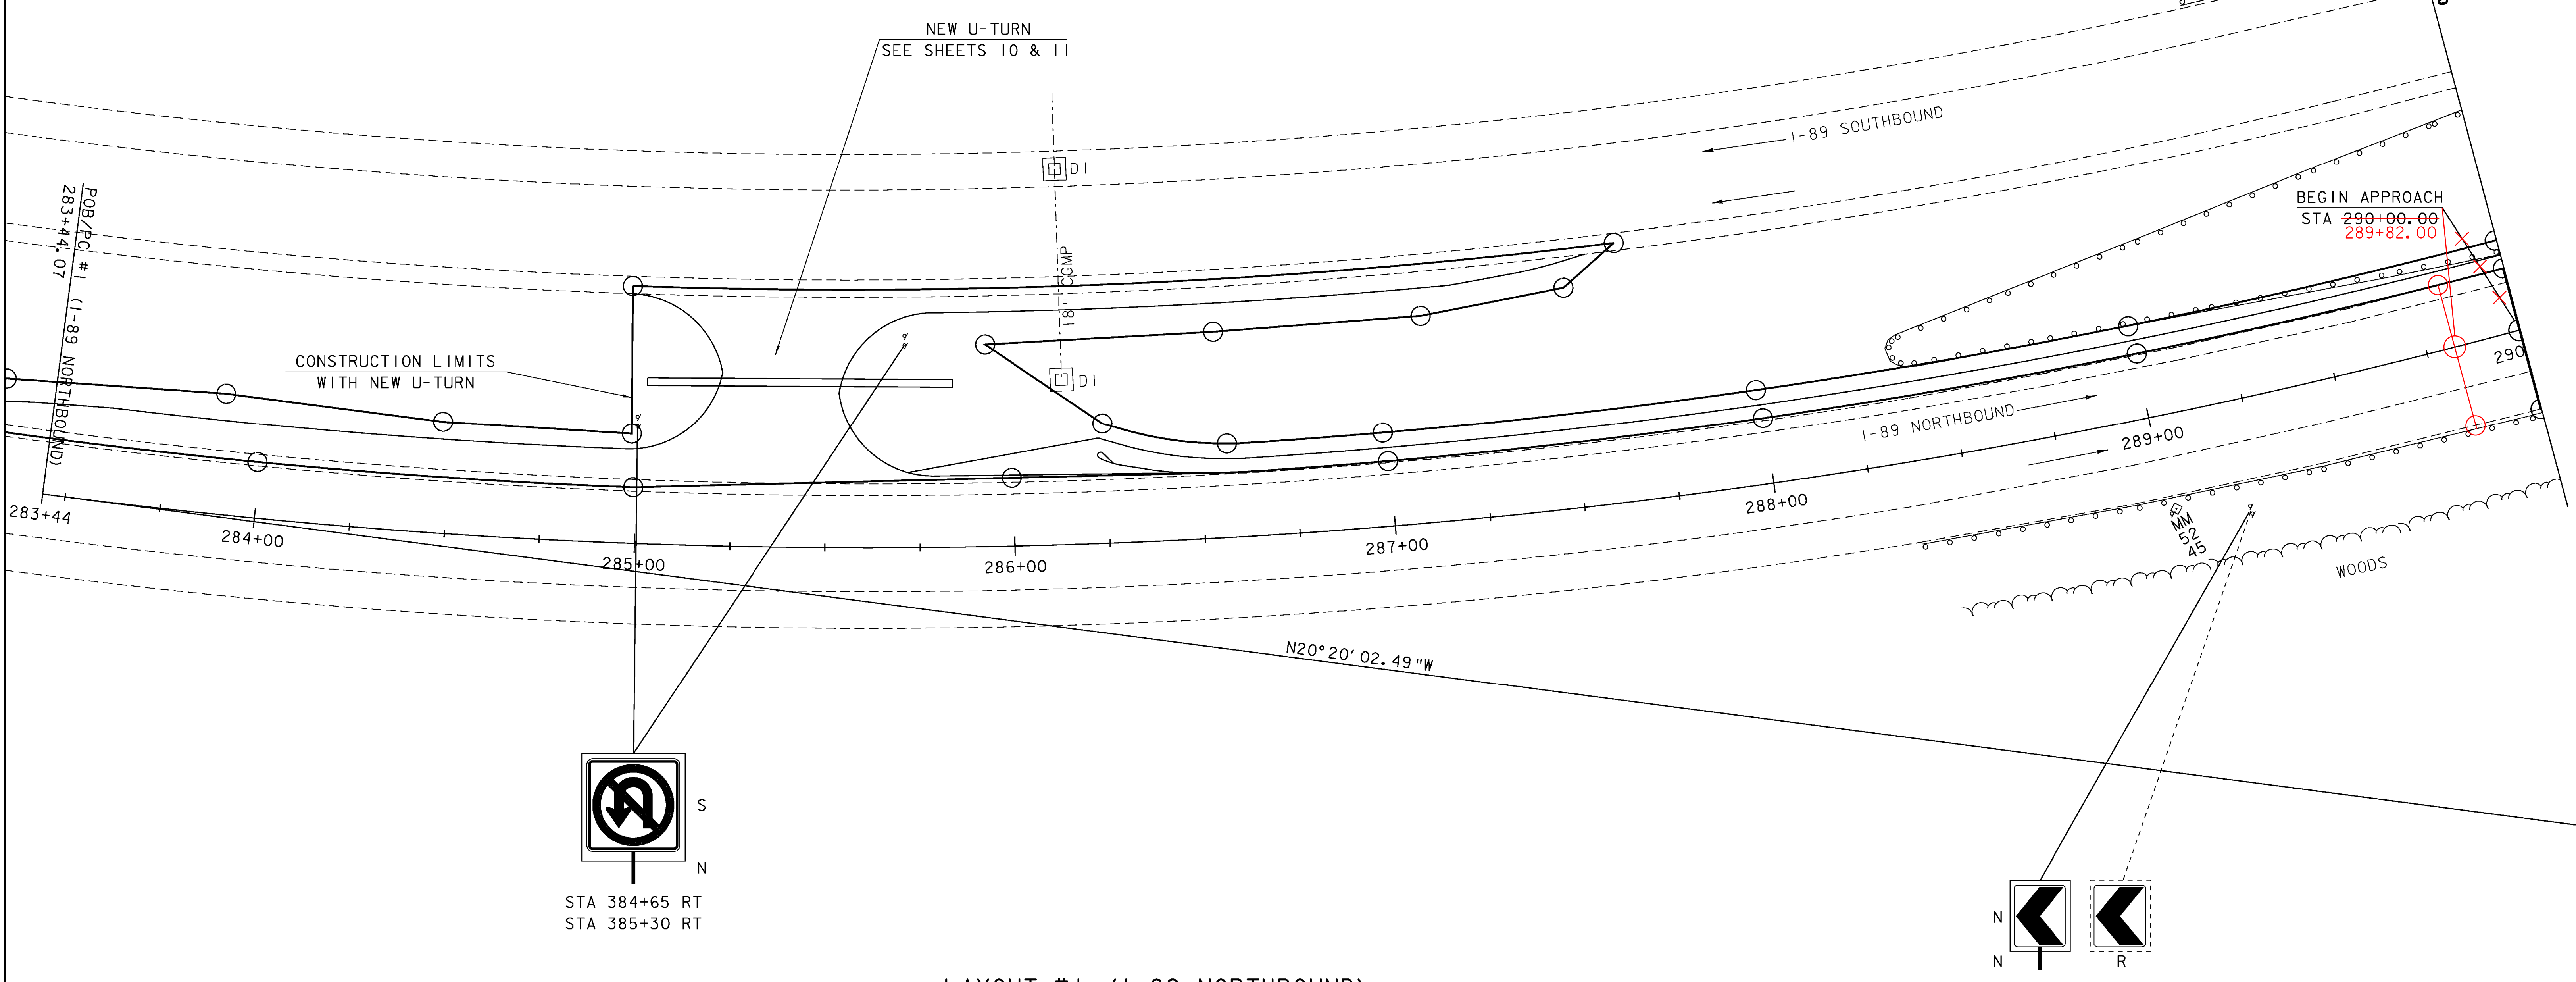 NEW U-TURN
SEE SHEETS 10 & 11
I-89 SOUTHBOUND
DI
18" CGMP
DI
BEGIN APPROACH
STA 290+00.00
289+82.00
POB/PC #1 (I-89 NORTHBOUND)
283+44.07
CONSTRUCTION LIMITS
WITH NEW U-TURN
I-89 NORTHBOUND
283+44
284+00
285+00
286+00
287+00
288+00
289+00
290
MM
52
45
WOODS
N20°20'02.49"W
S
N
STA 384+65 RT
STA 385+30 RT
N
N
R